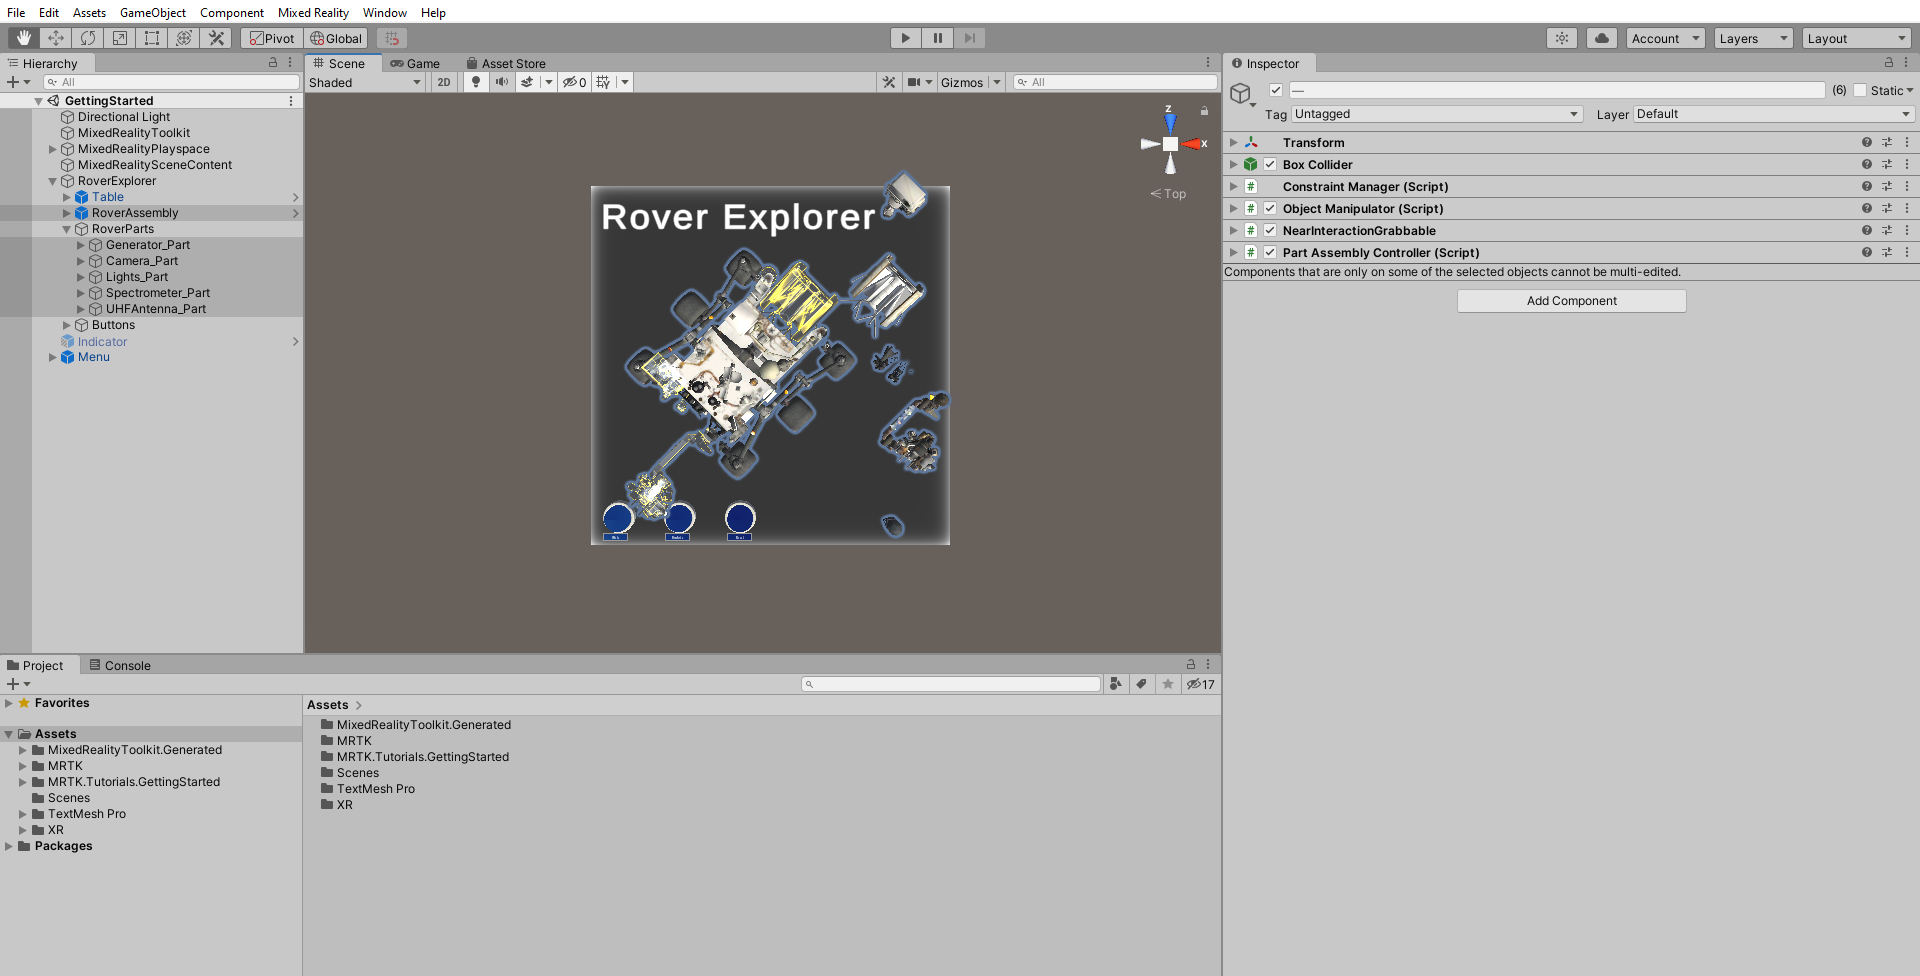 File Edit Assets GameObject Component Mixed Reality Window Help
Pivot Global Account Layers Layout
Hierarchy
All
GettingStarted
Directional Light
MixedRealityToolkit
MixedRealityPlayspace
MixedRealitySceneContent
RoverExplorer
Table
RoverAssembly
RoverParts
Generator_Part
Camera_Part
Lights_Part
Spectrometer_Part
UHFAntenna_Part
Buttons
Indicator
Menu
Scene Game Asset Store
Shaded 2D 0 Gizmos All
z
x
Top
Rover Explorer
Inspector
— (6) Static
Tag Untagged Layer Default
Transform
Box Collider
Constraint Manager (Script)
Object Manipulator (Script)
NearInteractionGrabbable
Part Assembly Controller (Script)
Components that are only on some of the selected objects cannot be multi-edited.
Add Component
Project Console
17
Favorites
Assets
MixedRealityToolkit.Generated
MRTK
MRTK.Tutorials.GettingStarted
Scenes
TextMesh Pro
XR
Packages
Assets
MixedRealityToolkit.Generated
MRTK
MRTK.Tutorials.GettingStarted
Scenes
TextMesh Pro
XR